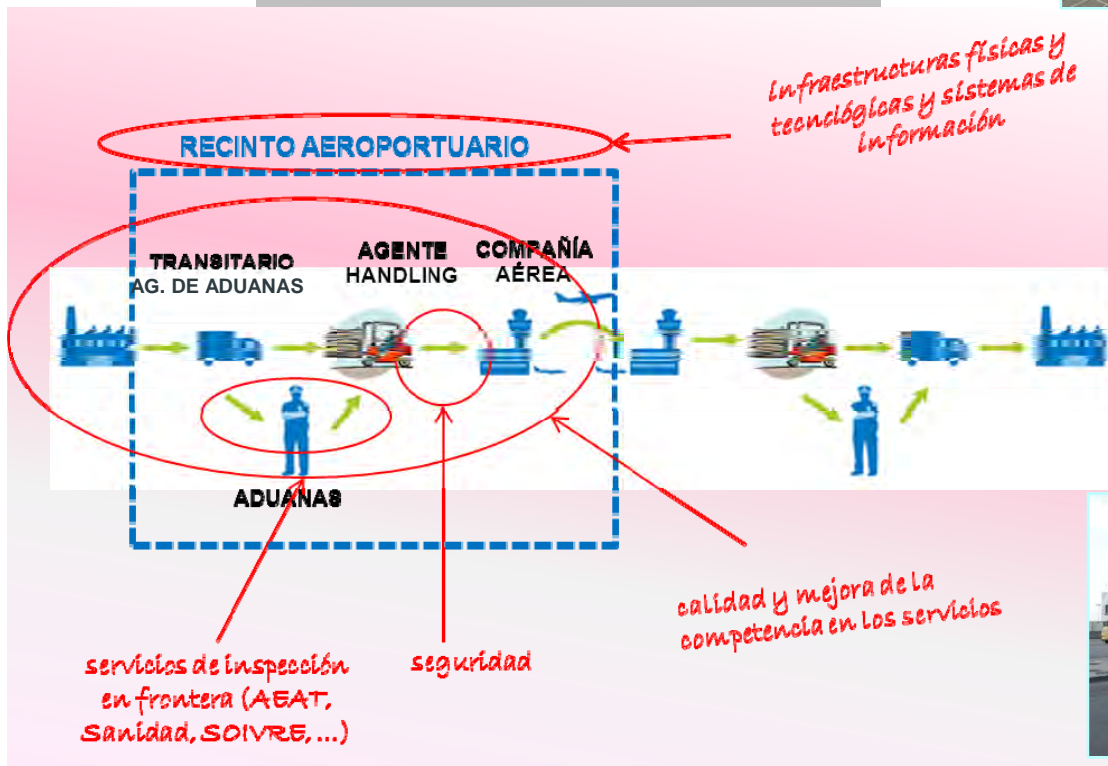 infraestructuras físicas y
tecnológicas y sistemas de
información
RECINTO AEROPORTUARIO
TRANSITARIO
AG. DE ADUANAS
AGENTE
HANDLING
COMPAÑÍA
AÉREA
ADUANAS
calidad y mejora de la
competencia en los servicios
servicios de inspección
en frontera (AEAT,
Sanidad, SOIVRE, ...)
seguridad